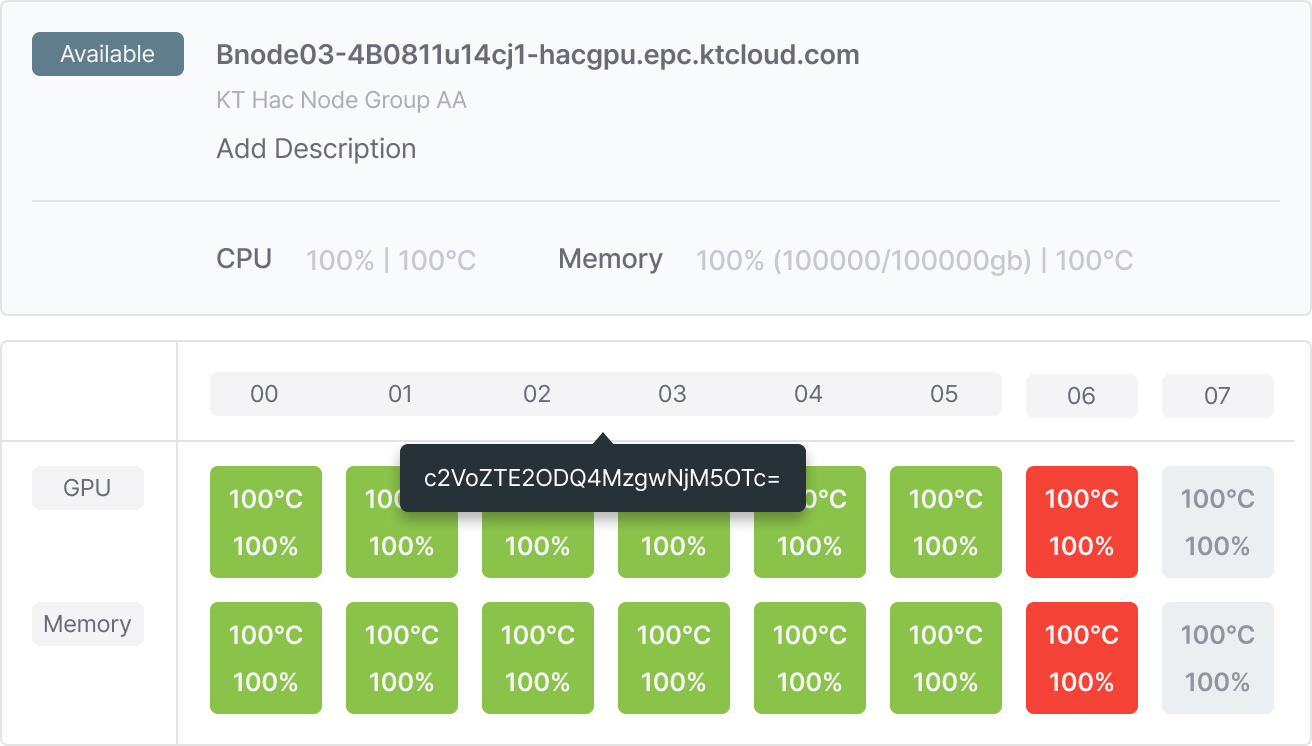 Available
Bnode03-4B0811u14cj1-hacgpu.epc.ktcloud.com
KT Hac Node Group AA
Add Description
CPU 100% | 100°C Memory 100% (100000/100000gb) | 100°C
00 01 02 03 04 05 06 07
c2VoZTE2ODQ4MzgwNjM5OTc=
GPU
100°C 100°C 100°C 100°C 100°C
100% 100% 100% 100% 100% 100% 100% 100%
Memory
100°C 100°C 100°C 100°C 100°C 100°C 100°C 100°C
100% 100% 100% 100% 100% 100% 100% 100%